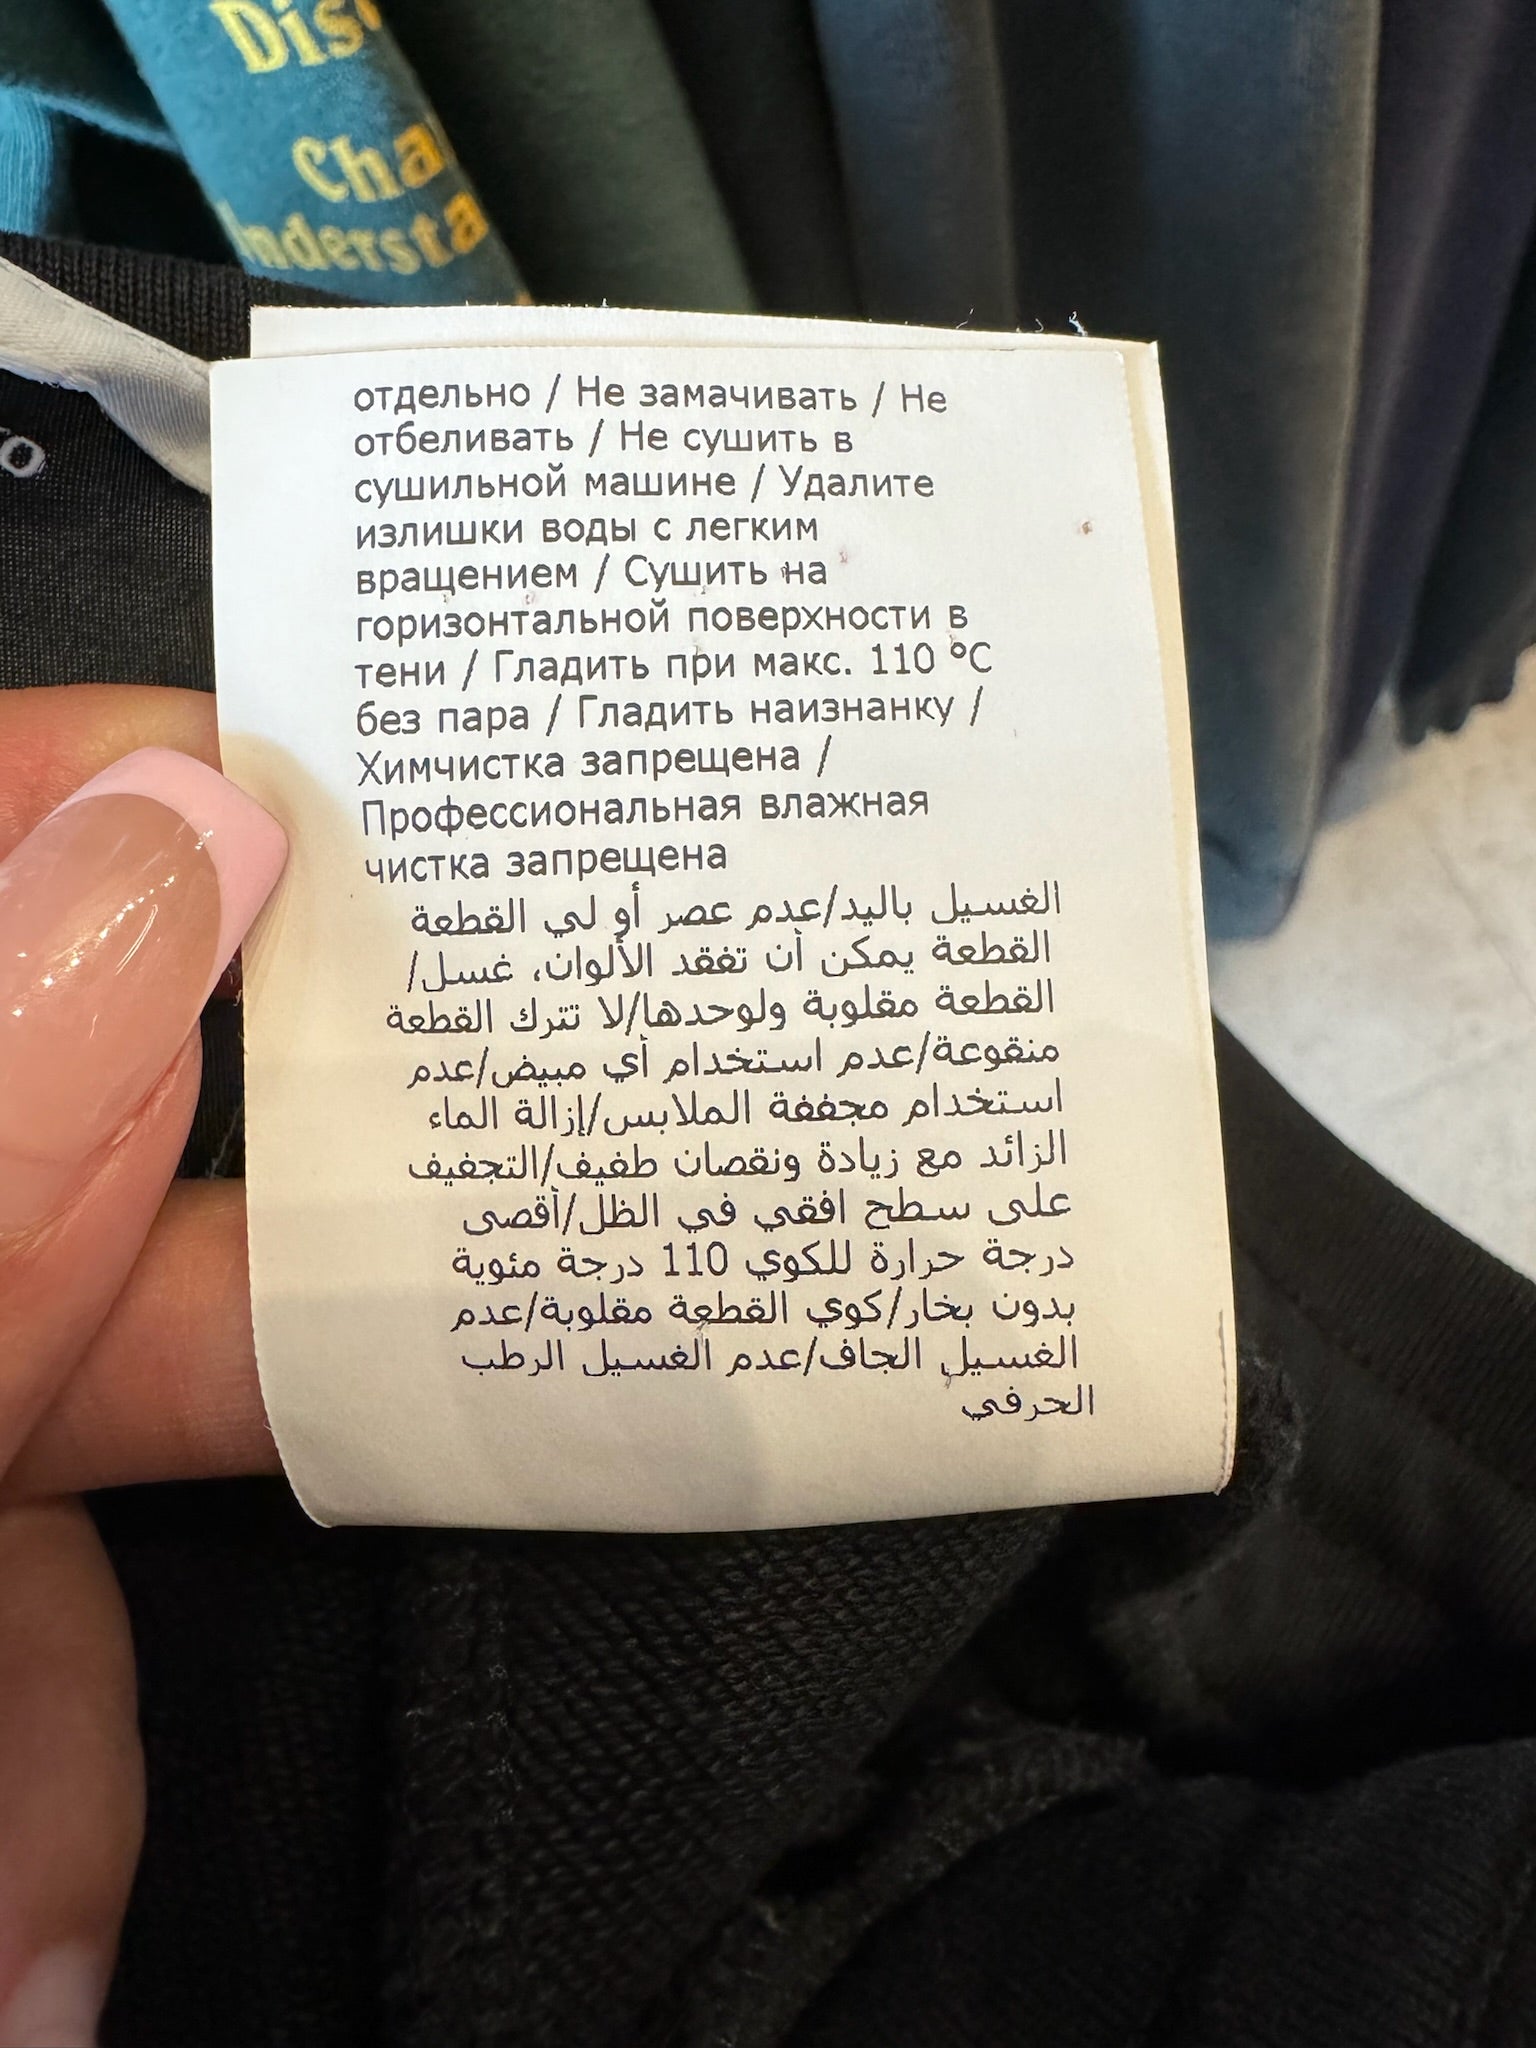 Dis
Cha
Understa
TO
отдельно / Не замачивать / Не
отбеливать / Не сушить в
сушильной машине / Удалите
излишки воды с легким
вращением / Сушить на
горизонтальной поверхности в
тени / Гладить при макс. 110 °C
без пара / Гладить наизнанку /
Химчистка запрещена /
Профессиональная влажная
чистка запрещена
الغسيل باليد/عدم عصر أو لي القطعة
القطعة يمكن أن تفقد الألوان، غسل/
القطعة مقلوبة ولوحدها/لا تترك القطعة
منقوعة/عدم استخدام أي مبيض/عدم
استخدام مجففة الملابس/إزالة الماء
الزائد مع زيادة ونقصان طفيف/التجفيف
على سطح افقي في الظل/أقصى
درجة حرارة للكوي 110 درجة مئوية
بدون بخار/كوي القطعة مقلوبة/عدم
الغسيل الجاف/عدم الغسيل الرطب
الحرفي